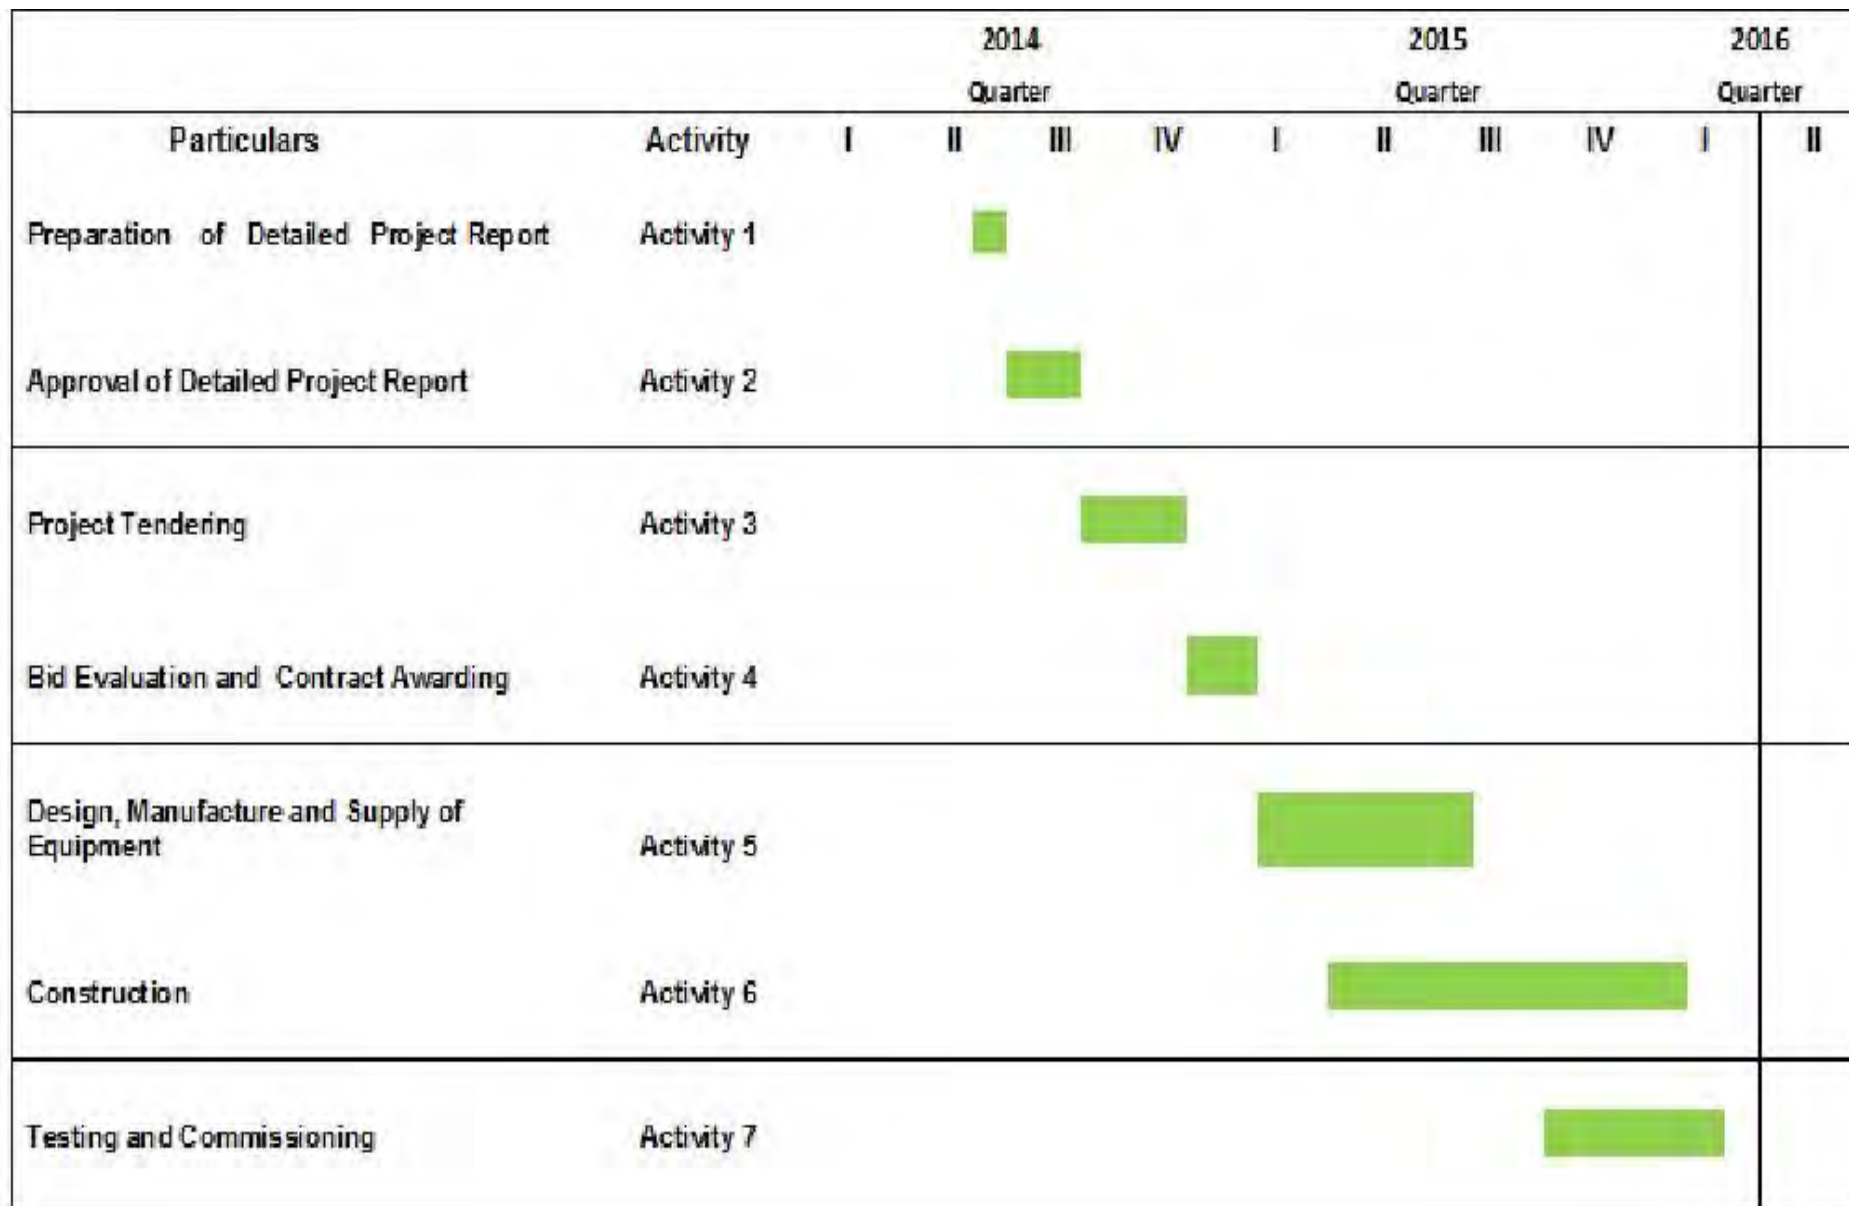 2014 2015 2016
Quarter Quarter Quarter
Particulars Activity I II III IV I II III IV I II
Preparation of Detailed Project Report Activity 1
Approval of Detailed Project Report Activity 2
Project Tendering Activity 3
Bid Evaluation and Contract Awarding Activity 4
Design, Manufacture and Supply of
Equipment Activity 5
Construction Activity 6
Testing and Commissioning Activity 7